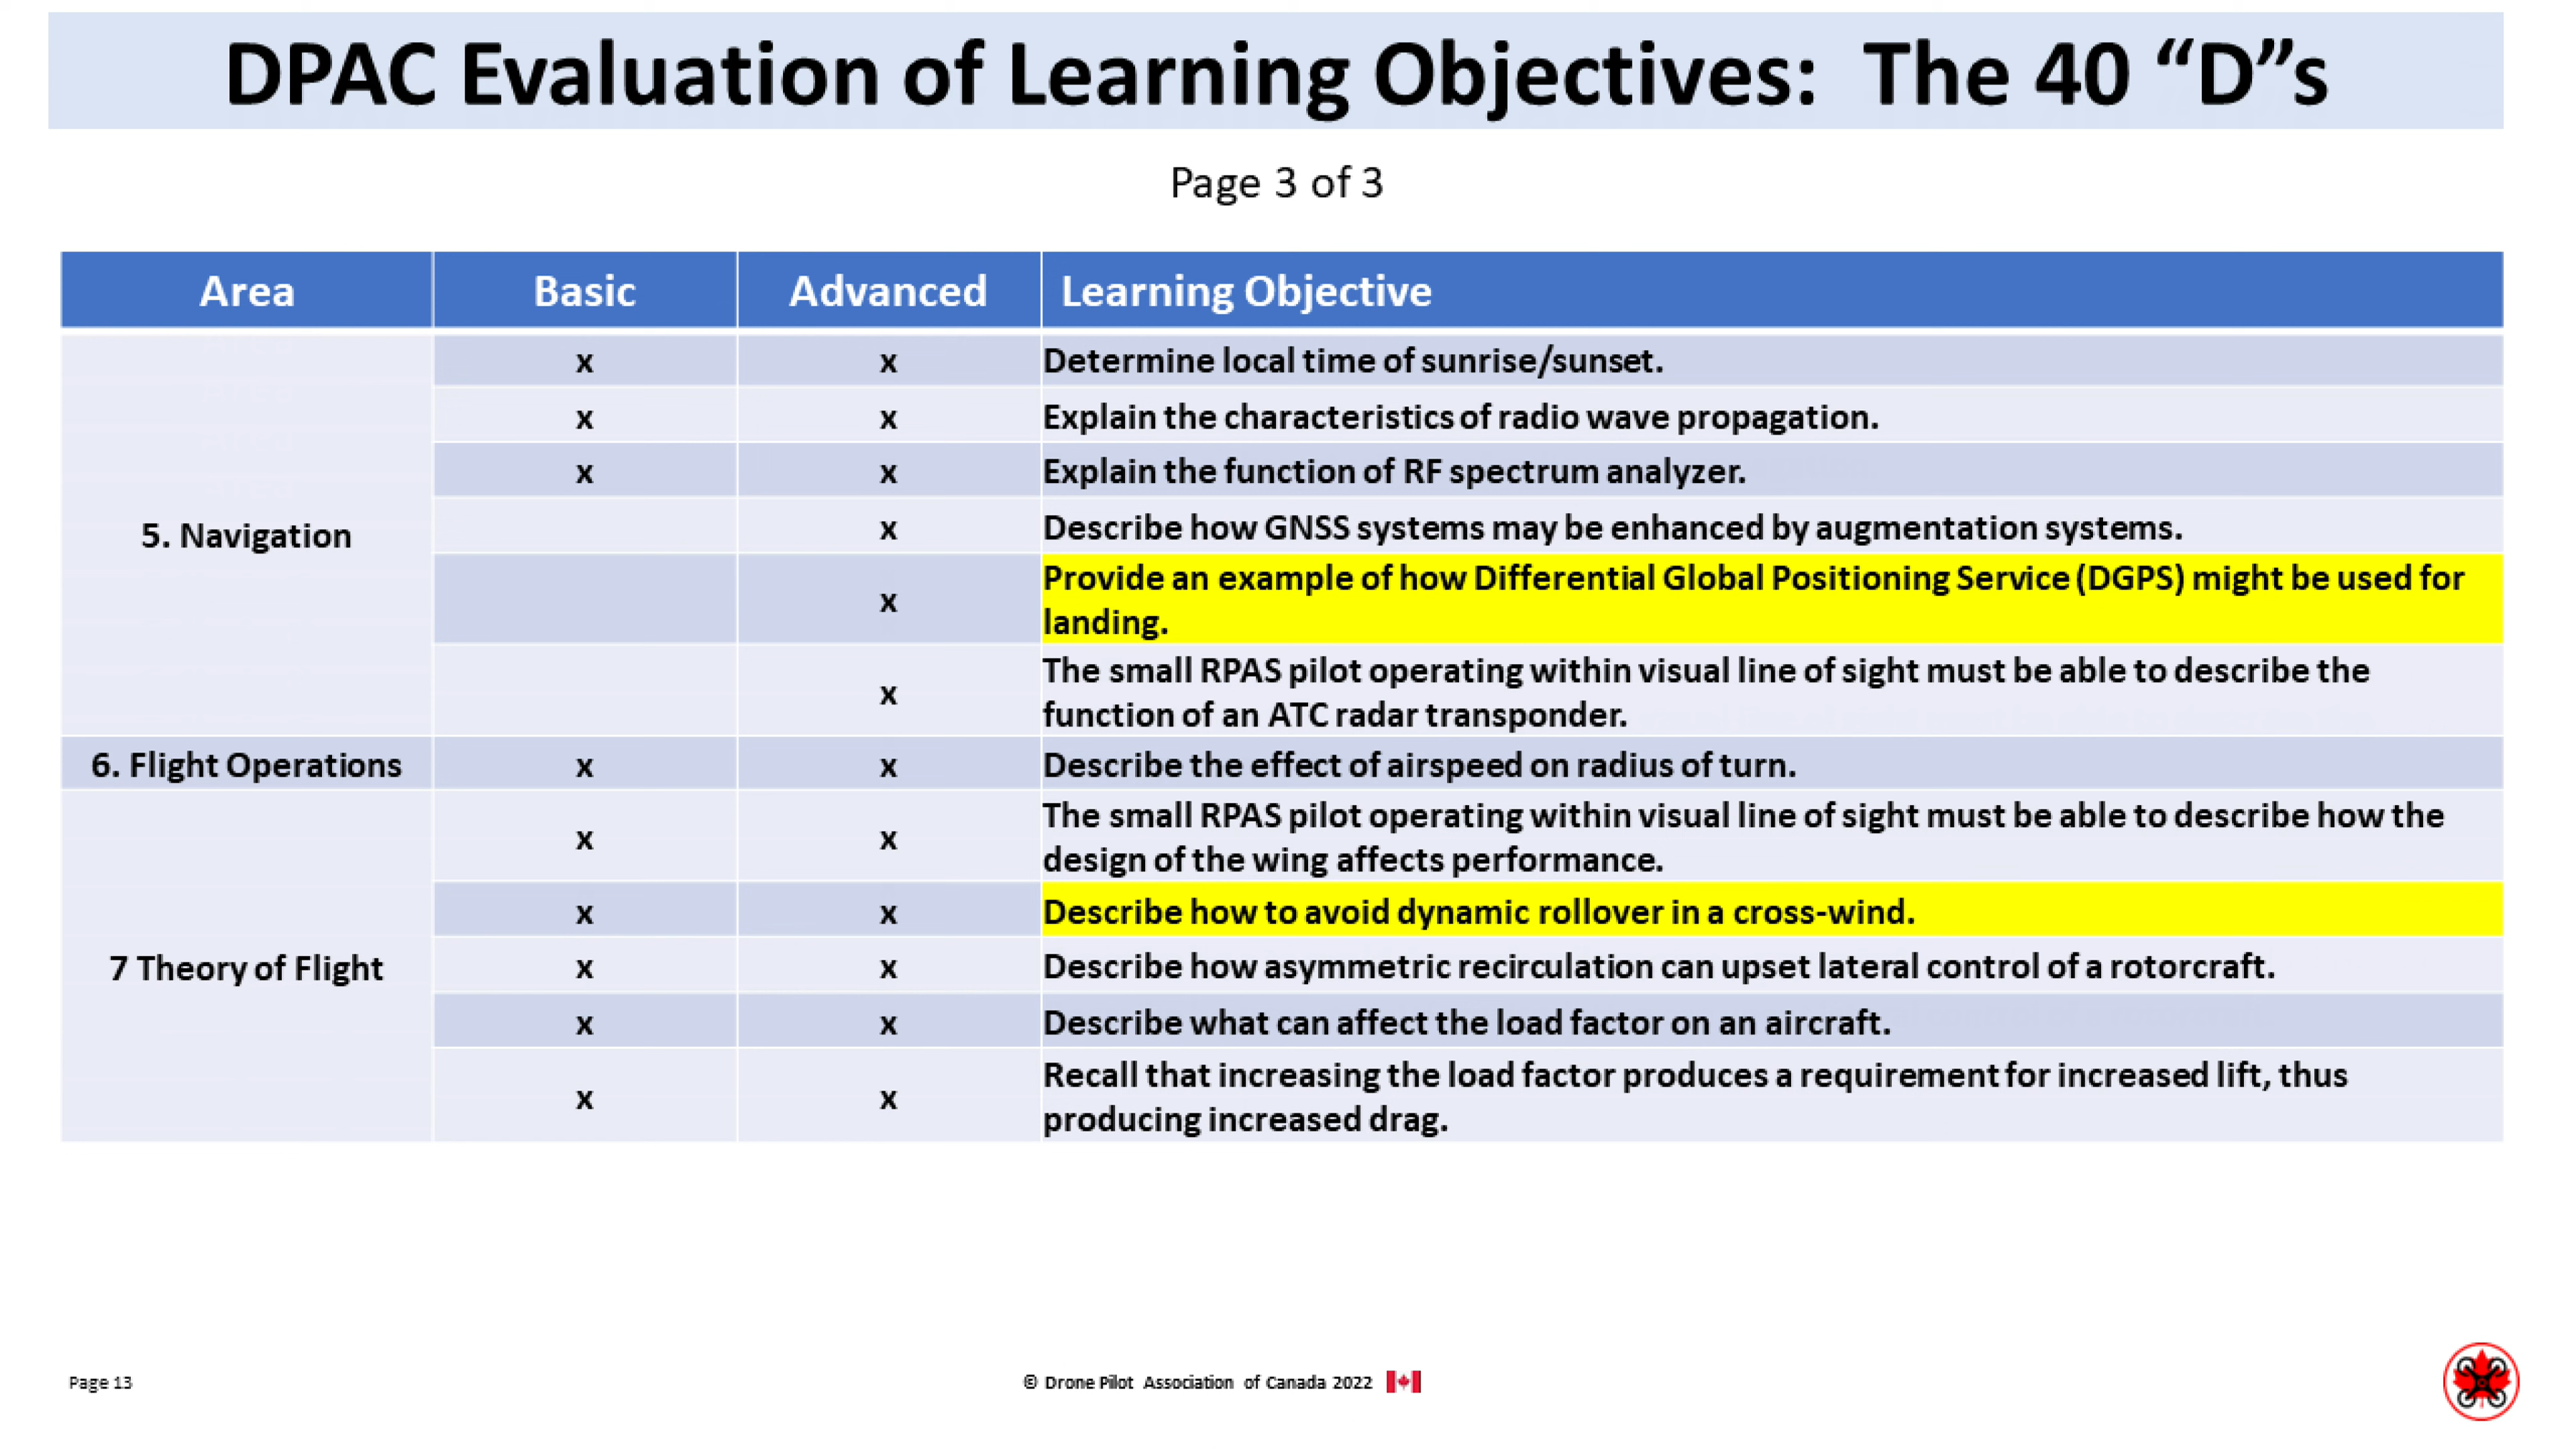 DPAC Evaluation of Learning Objectives: The 40 “D”s
Page 3 of 3
Area Basic Advanced Learning Objective
x x Determine local time of sunrise/sunset.
x x Explain the characteristics of radio wave propagation.
x x Explain the function of RF spectrum analyzer.
5. Navigation
x Describe how GNSS systems may be enhanced by augmentation systems.
x Provide an example of how Differential Global Positioning Service (DGPS) might be used for
landing.
x The small RPAS pilot operating within visual line of sight must be able to describe the
function of an ATC radar transponder.
6. Flight Operations x x Describe the effect of airspeed on radius of turn.
7 Theory of Flight
x x The small RPAS pilot operating within visual line of sight must be able to describe how the
design of the wing affects performance.
x x Describe how to avoid dynamic rollover in a cross-wind.
x x Describe how asymmetric recirculation can upset lateral control of a rotorcraft.
x x Describe what can affect the load factor on an aircraft.
x x Recall that increasing the load factor produces a requirement for increased lift, thus
producing increased drag.
Page 13
© Drone Pilot Association of Canada 2022